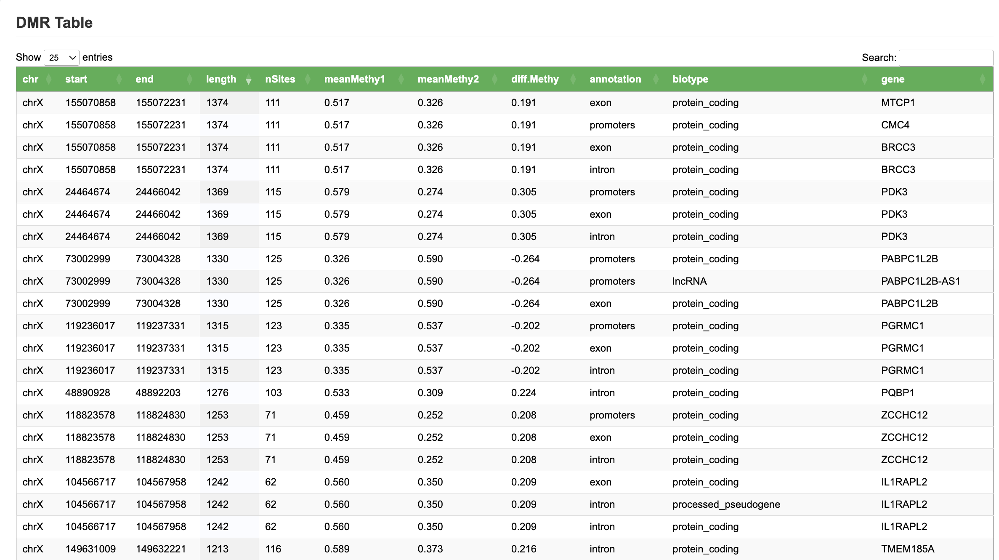 DMR Table
Show 25 entries Search:
chr start end length nSites meanMethy1 meanMethy2 diff.Methy annotation biotype gene
chrX 155070858 155072231 1374 111 0.517 0.326 0.191 exon protein_coding MTCP1
chrX 155070858 155072231 1374 111 0.517 0.326 0.191 promoters protein_coding CMC4
chrX 155070858 155072231 1374 111 0.517 0.326 0.191 exon protein_coding BRCC3
chrX 155070858 155072231 1374 111 0.517 0.326 0.191 intron protein_coding BRCC3
chrX 24464674 24466042 1369 115 0.579 0.274 0.305 promoters protein_coding PDK3
chrX 24464674 24466042 1369 115 0.579 0.274 0.305 exon protein_coding PDK3
chrX 24464674 24466042 1369 115 0.579 0.274 0.305 intron protein_coding PDK3
chrX 73002999 73004328 1330 125 0.326 0.590 -0.264 promoters protein_coding PABPC1L2B
chrX 73002999 73004328 1330 125 0.326 0.590 -0.264 promoters lncRNA PABPC1L2B-AS1
chrX 73002999 73004328 1330 125 0.326 0.590 -0.264 exon protein_coding PABPC1L2B
chrX 119236017 119237331 1315 123 0.335 0.537 -0.202 promoters protein_coding PGRMC1
chrX 119236017 119237331 1315 123 0.335 0.537 -0.202 exon protein_coding PGRMC1
chrX 119236017 119237331 1315 123 0.335 0.537 -0.202 intron protein_coding PGRMC1
chrX 48890928 48892203 1276 103 0.533 0.309 0.224 intron protein_coding PQBP1
chrX 118823578 118824830 1253 71 0.459 0.252 0.208 promoters protein_coding ZCCHC12
chrX 118823578 118824830 1253 71 0.459 0.252 0.208 exon protein_coding ZCCHC12
chrX 118823578 118824830 1253 71 0.459 0.252 0.208 intron protein_coding ZCCHC12
chrX 104566717 104567958 1242 62 0.560 0.350 0.209 exon protein_coding IL1RAPL2
chrX 104566717 104567958 1242 62 0.560 0.350 0.209 intron processed_pseudogene IL1RAPL2
chrX 104566717 104567958 1242 62 0.560 0.350 0.209 intron protein_coding IL1RAPL2
chrX 149631009 149632221 1213 116 0.589 0.373 0.216 intron protein_coding TMEM185A